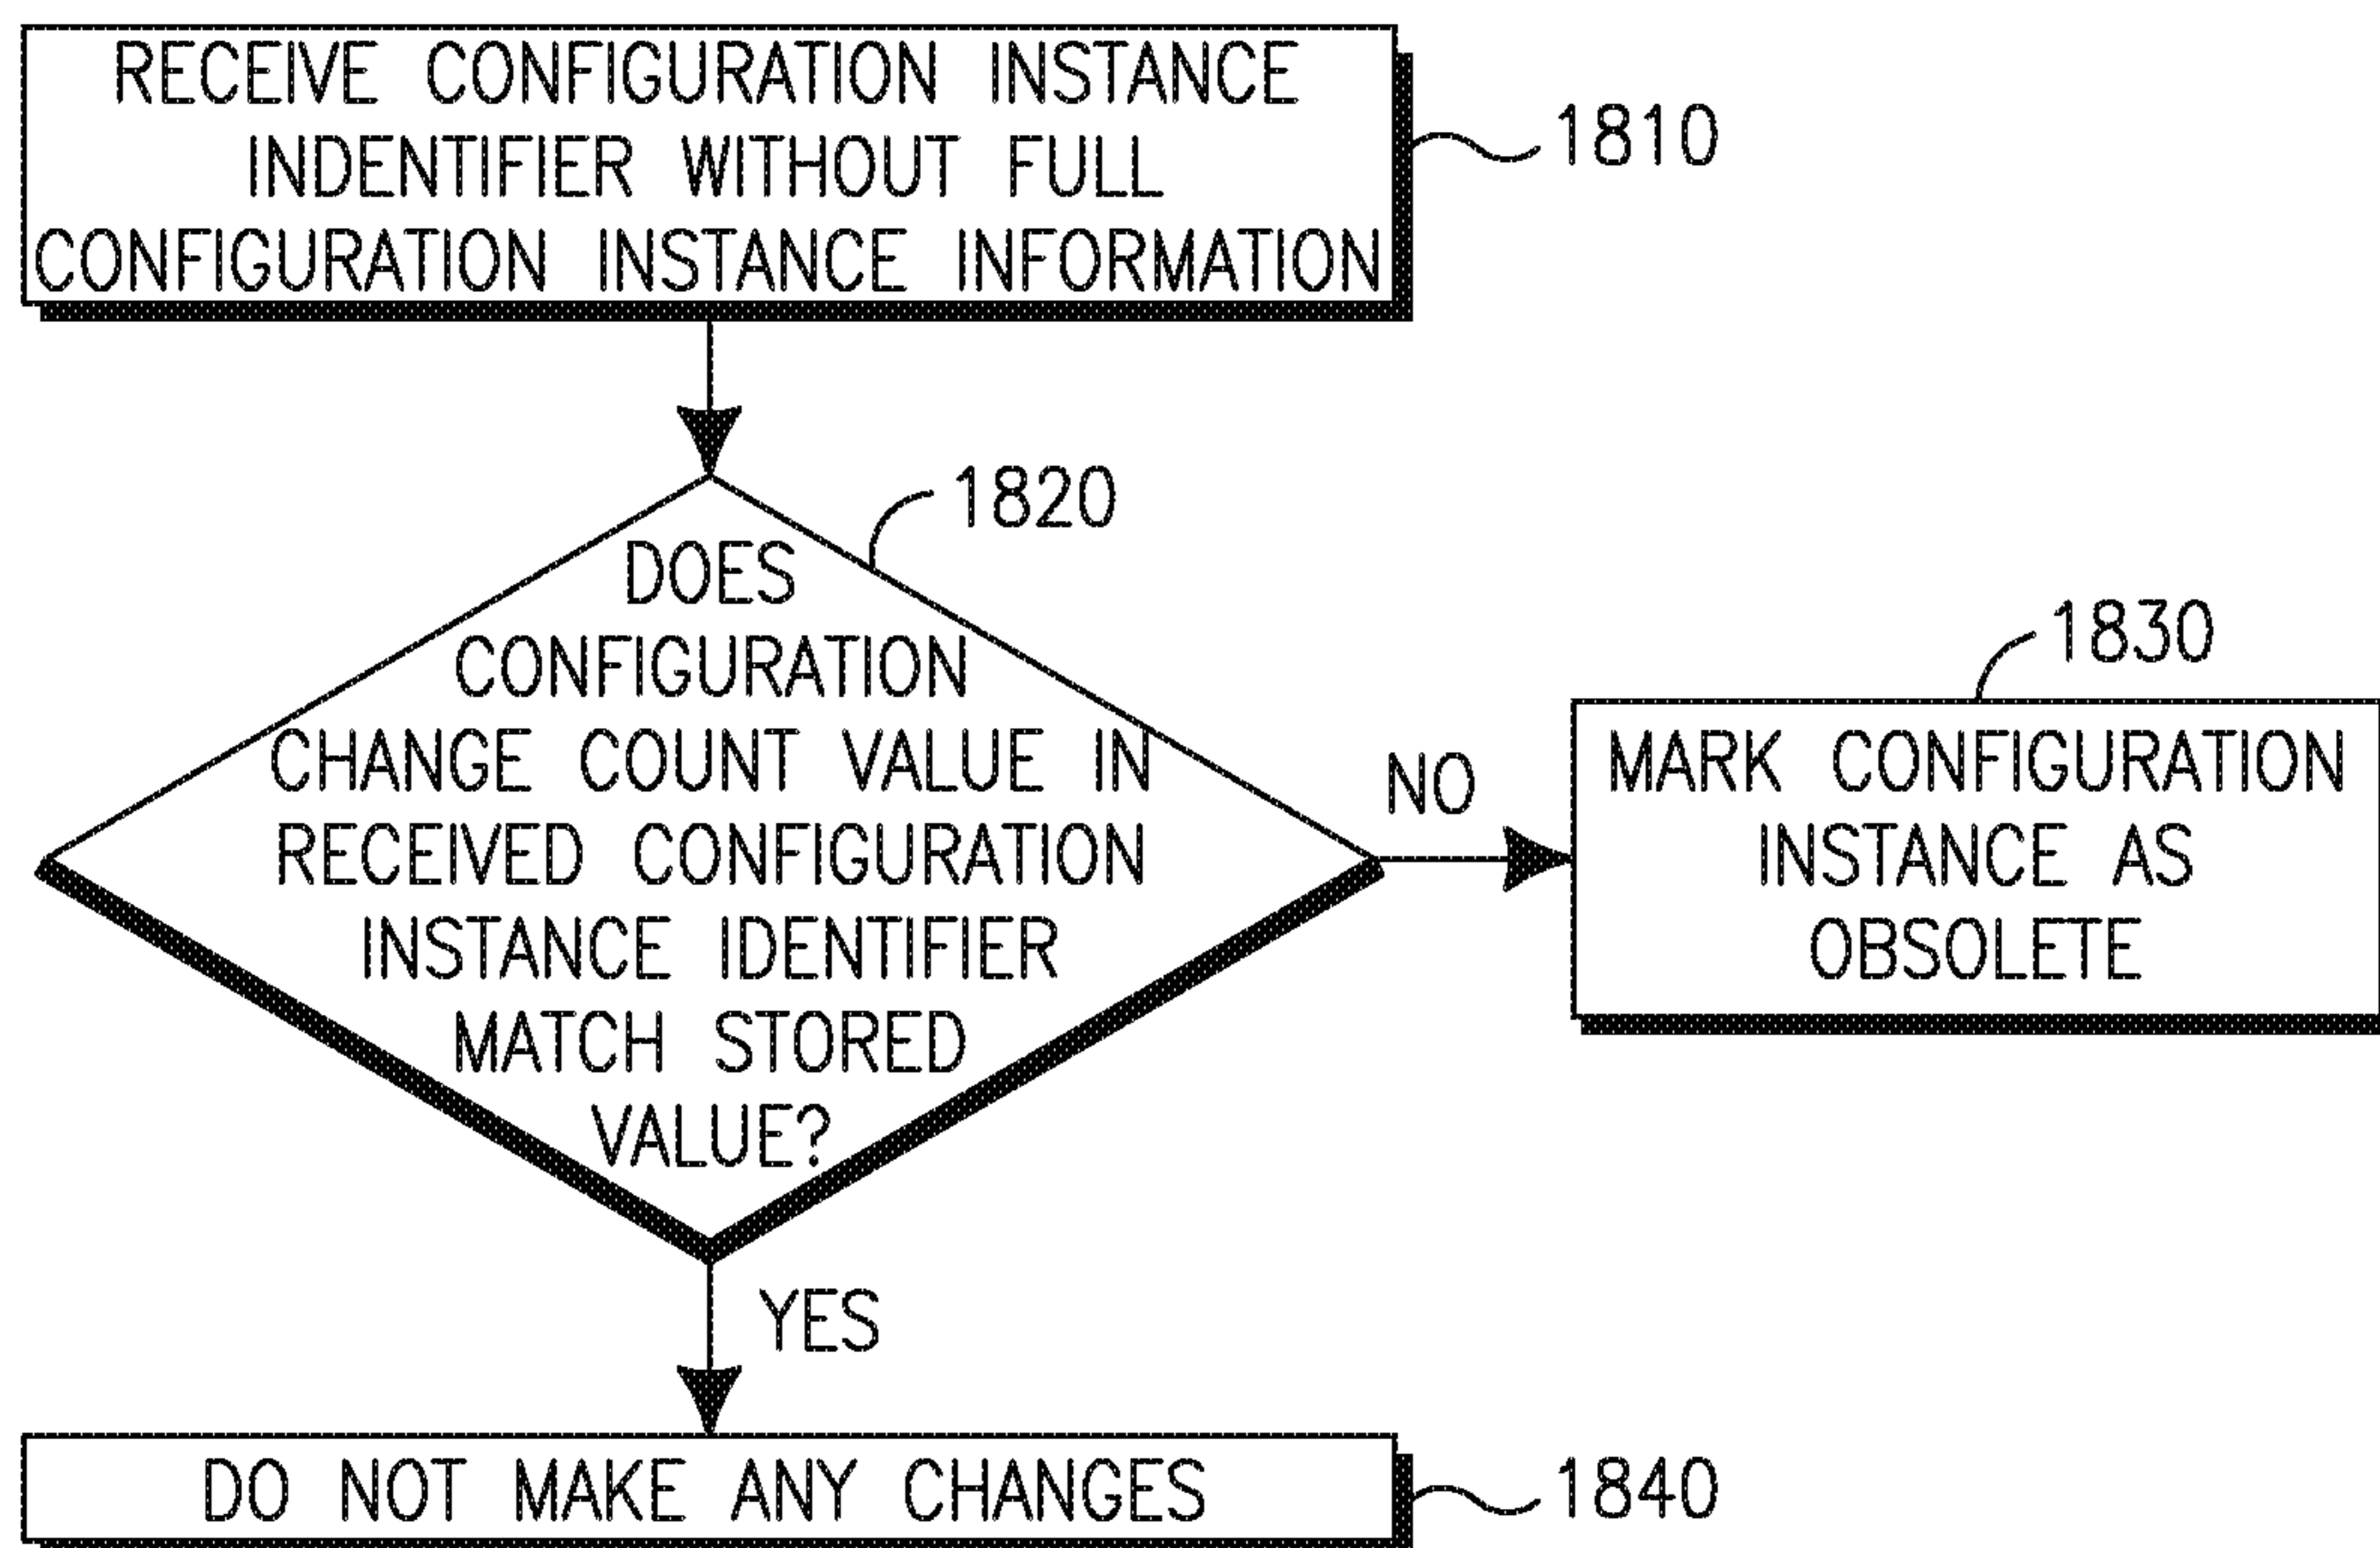 RECEIVE CONFIGURATION INSTANCE
INDENTIFIER WITHOUT FULL
CONFIGURATION INSTANCE INFORMATION
1810
1820
DOES
CONFIGURATION
CHANGE COUNT VALUE IN
RECEIVED CONFIGURATION
INSTANCE IDENTIFIER
MATCH STORED
VALUE?
NO
1830
MARK CONFIGURATION
INSTANCE AS
OBSOLETE
YES
DO NOT MAKE ANY CHANGES
1840